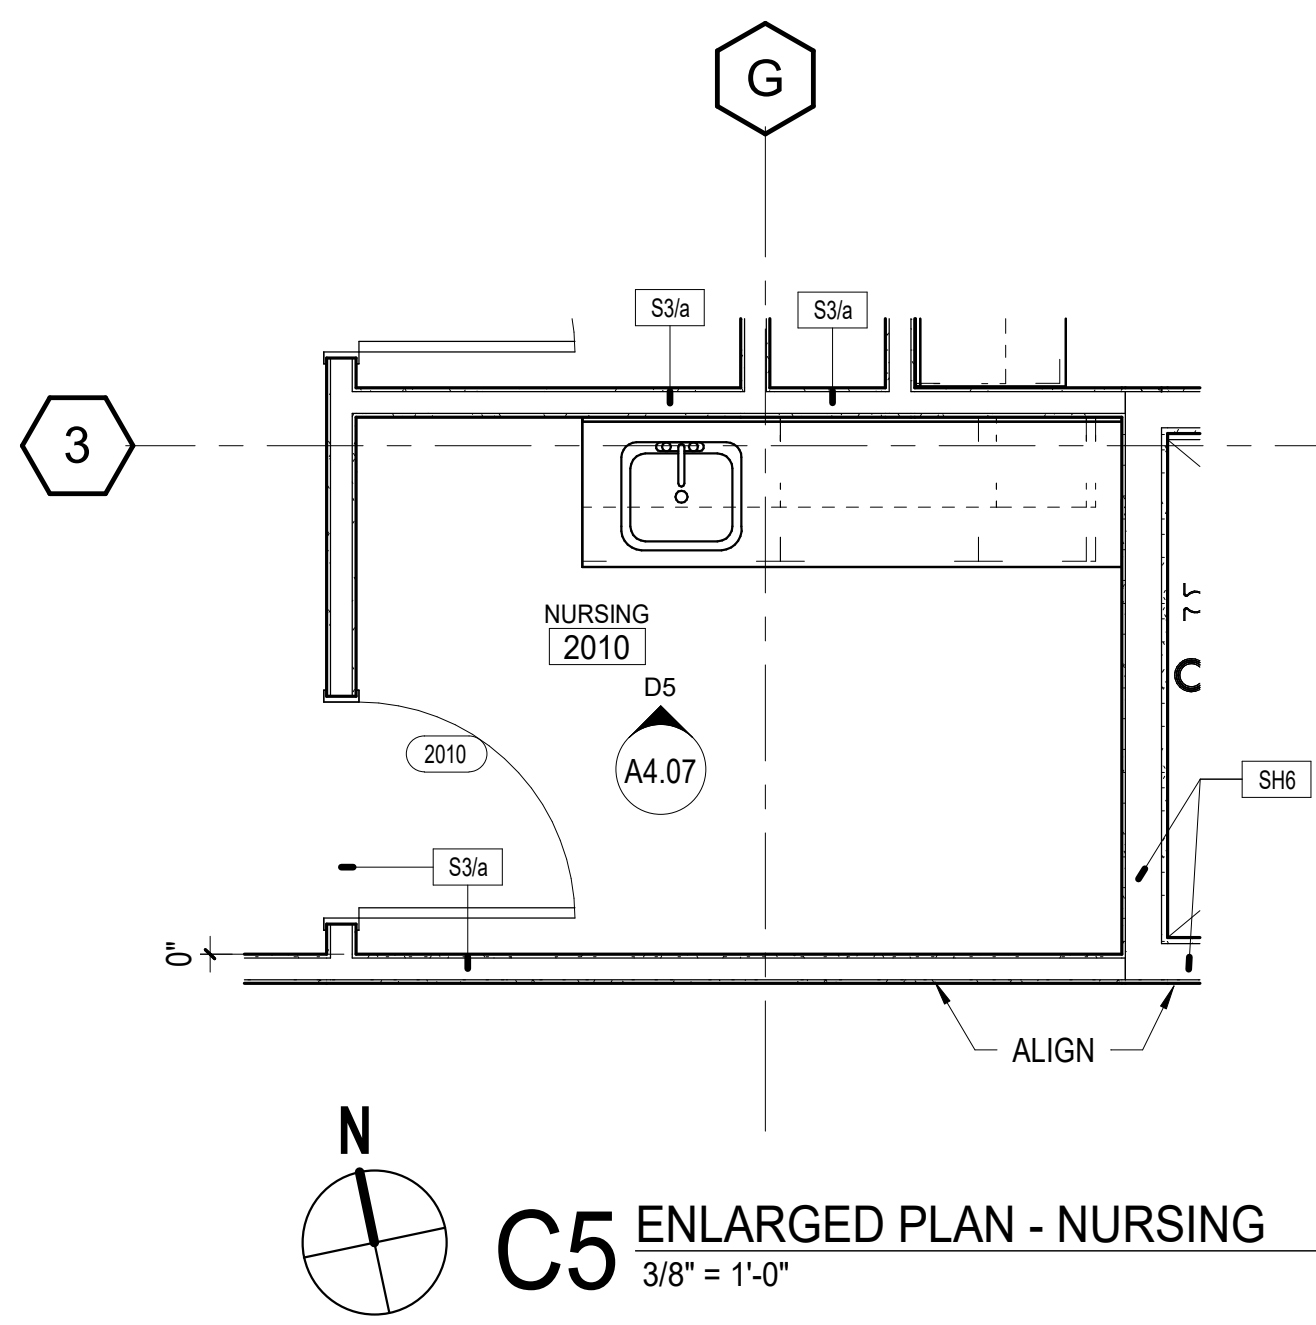 G
S3/a
S3/a
3
NURSING
2010
D5
A4.07
2010
SH6
S3/a
0"
ALIGN
N
C5
ENLARGED PLAN - NURSING
3/8" = 1'-0"